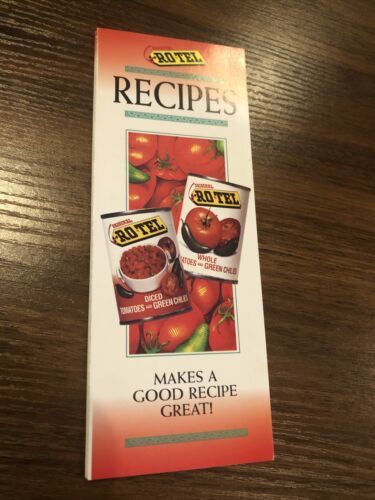 ORIGINAL
RO★TEL
RECIPES
ORIGINAL
RO★TEL
WHOLE
TOMATOES AND GREEN CHILIES
ORIGINAL
RO★TEL
DICED
TOMATOES AND GREEN CHILIES
MAKES A
GOOD RECIPE
GREAT!